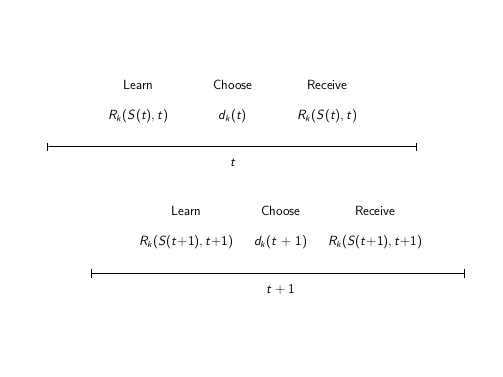 Learn Choose Receive
R_k(S(t), t) d_k(t) R_k(S(t), t)
t
Learn Choose Receive
R_k(S(t+1), t+1) d_k(t + 1) R_k(S(t+1), t+1)
t + 1